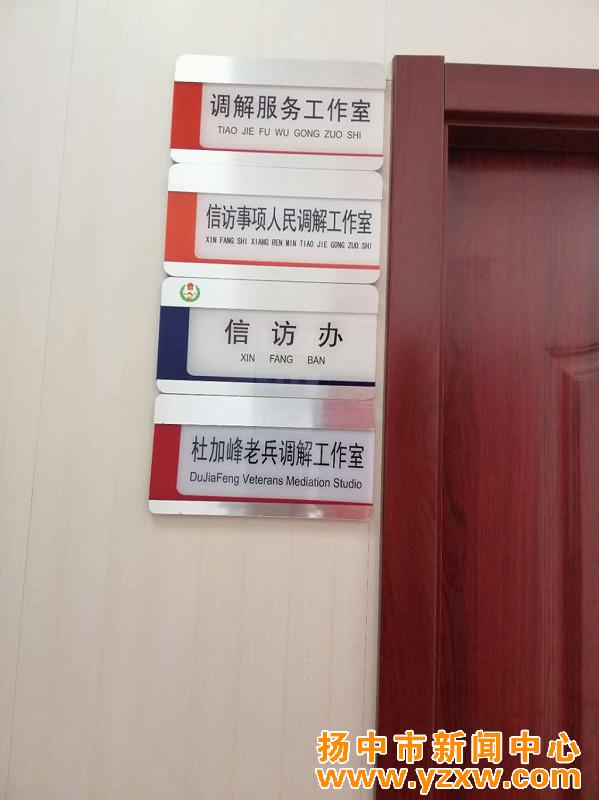 调解服务工作室
TIAO JIE FU WU GONG ZUO SHI
信访事项人民调解工作室
XIN FANG SHI XIANG REN MIN TIAO JIE GONG ZUO SHI
信访办
XIN FANG BAN
杜加峰老兵调解工作室
DuJiaFeng Veterans Mediation Studio
扬中市新闻中心
www.yzxw.com